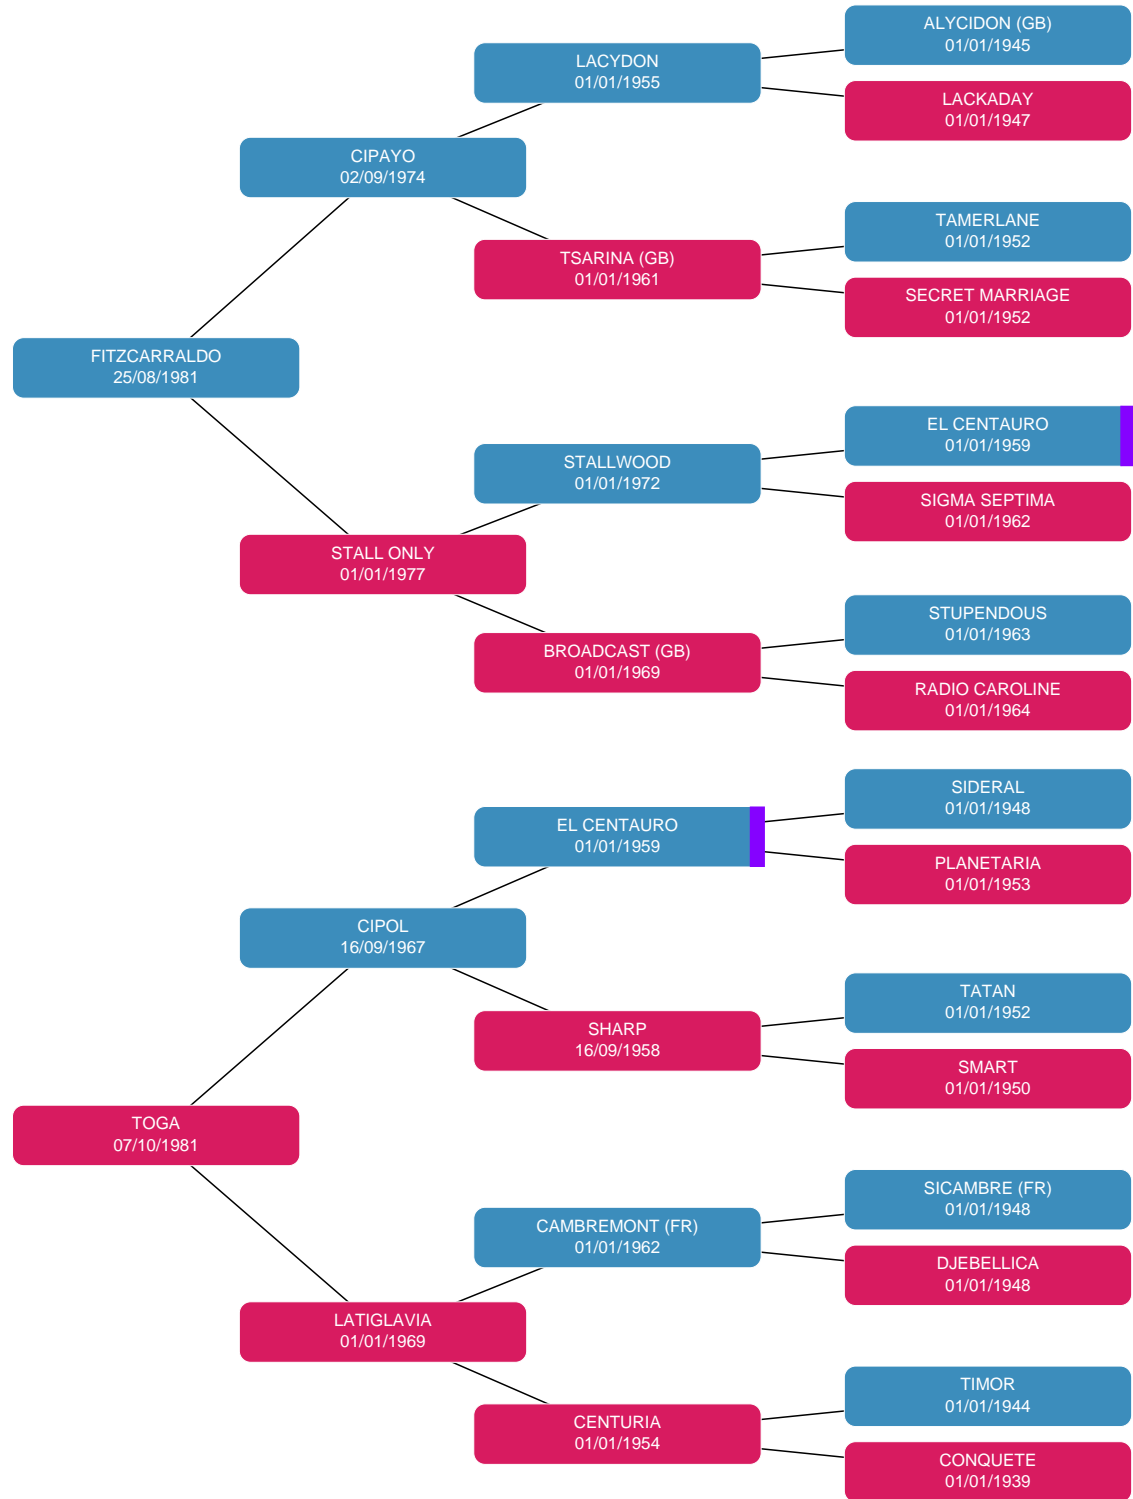 ALYCIDON (GB)
01/01/1945
LACYDON
01/01/1955
LACKADAY
01/01/1947
CIPAYO
02/09/1974
TAMERLANE
01/01/1952
TSARINA (GB)
01/01/1961
SECRET MARRIAGE
01/01/1952
FITZCARRALDO
25/08/1981
EL CENTAURO
01/01/1959
STALLWOOD
01/01/1972
SIGMA SEPTIMA
01/01/1962
STALL ONLY
01/01/1977
STUPENDOUS
01/01/1963
BROADCAST (GB)
01/01/1969
RADIO CAROLINE
01/01/1964
SIDERAL
01/01/1948
EL CENTAURO
01/01/1959
PLANETARIA
01/01/1953
CIPOL
16/09/1967
TATAN
01/01/1952
SHARP
16/09/1958
SMART
01/01/1950
TOGA
07/10/1981
SICAMBRE (FR)
01/01/1948
CAMBREMONT (FR)
01/01/1962
DJEBELLICA
01/01/1948
LATIGLAVIA
01/01/1969
TIMOR
01/01/1944
CENTURIA
01/01/1954
CONQUETE
01/01/1939